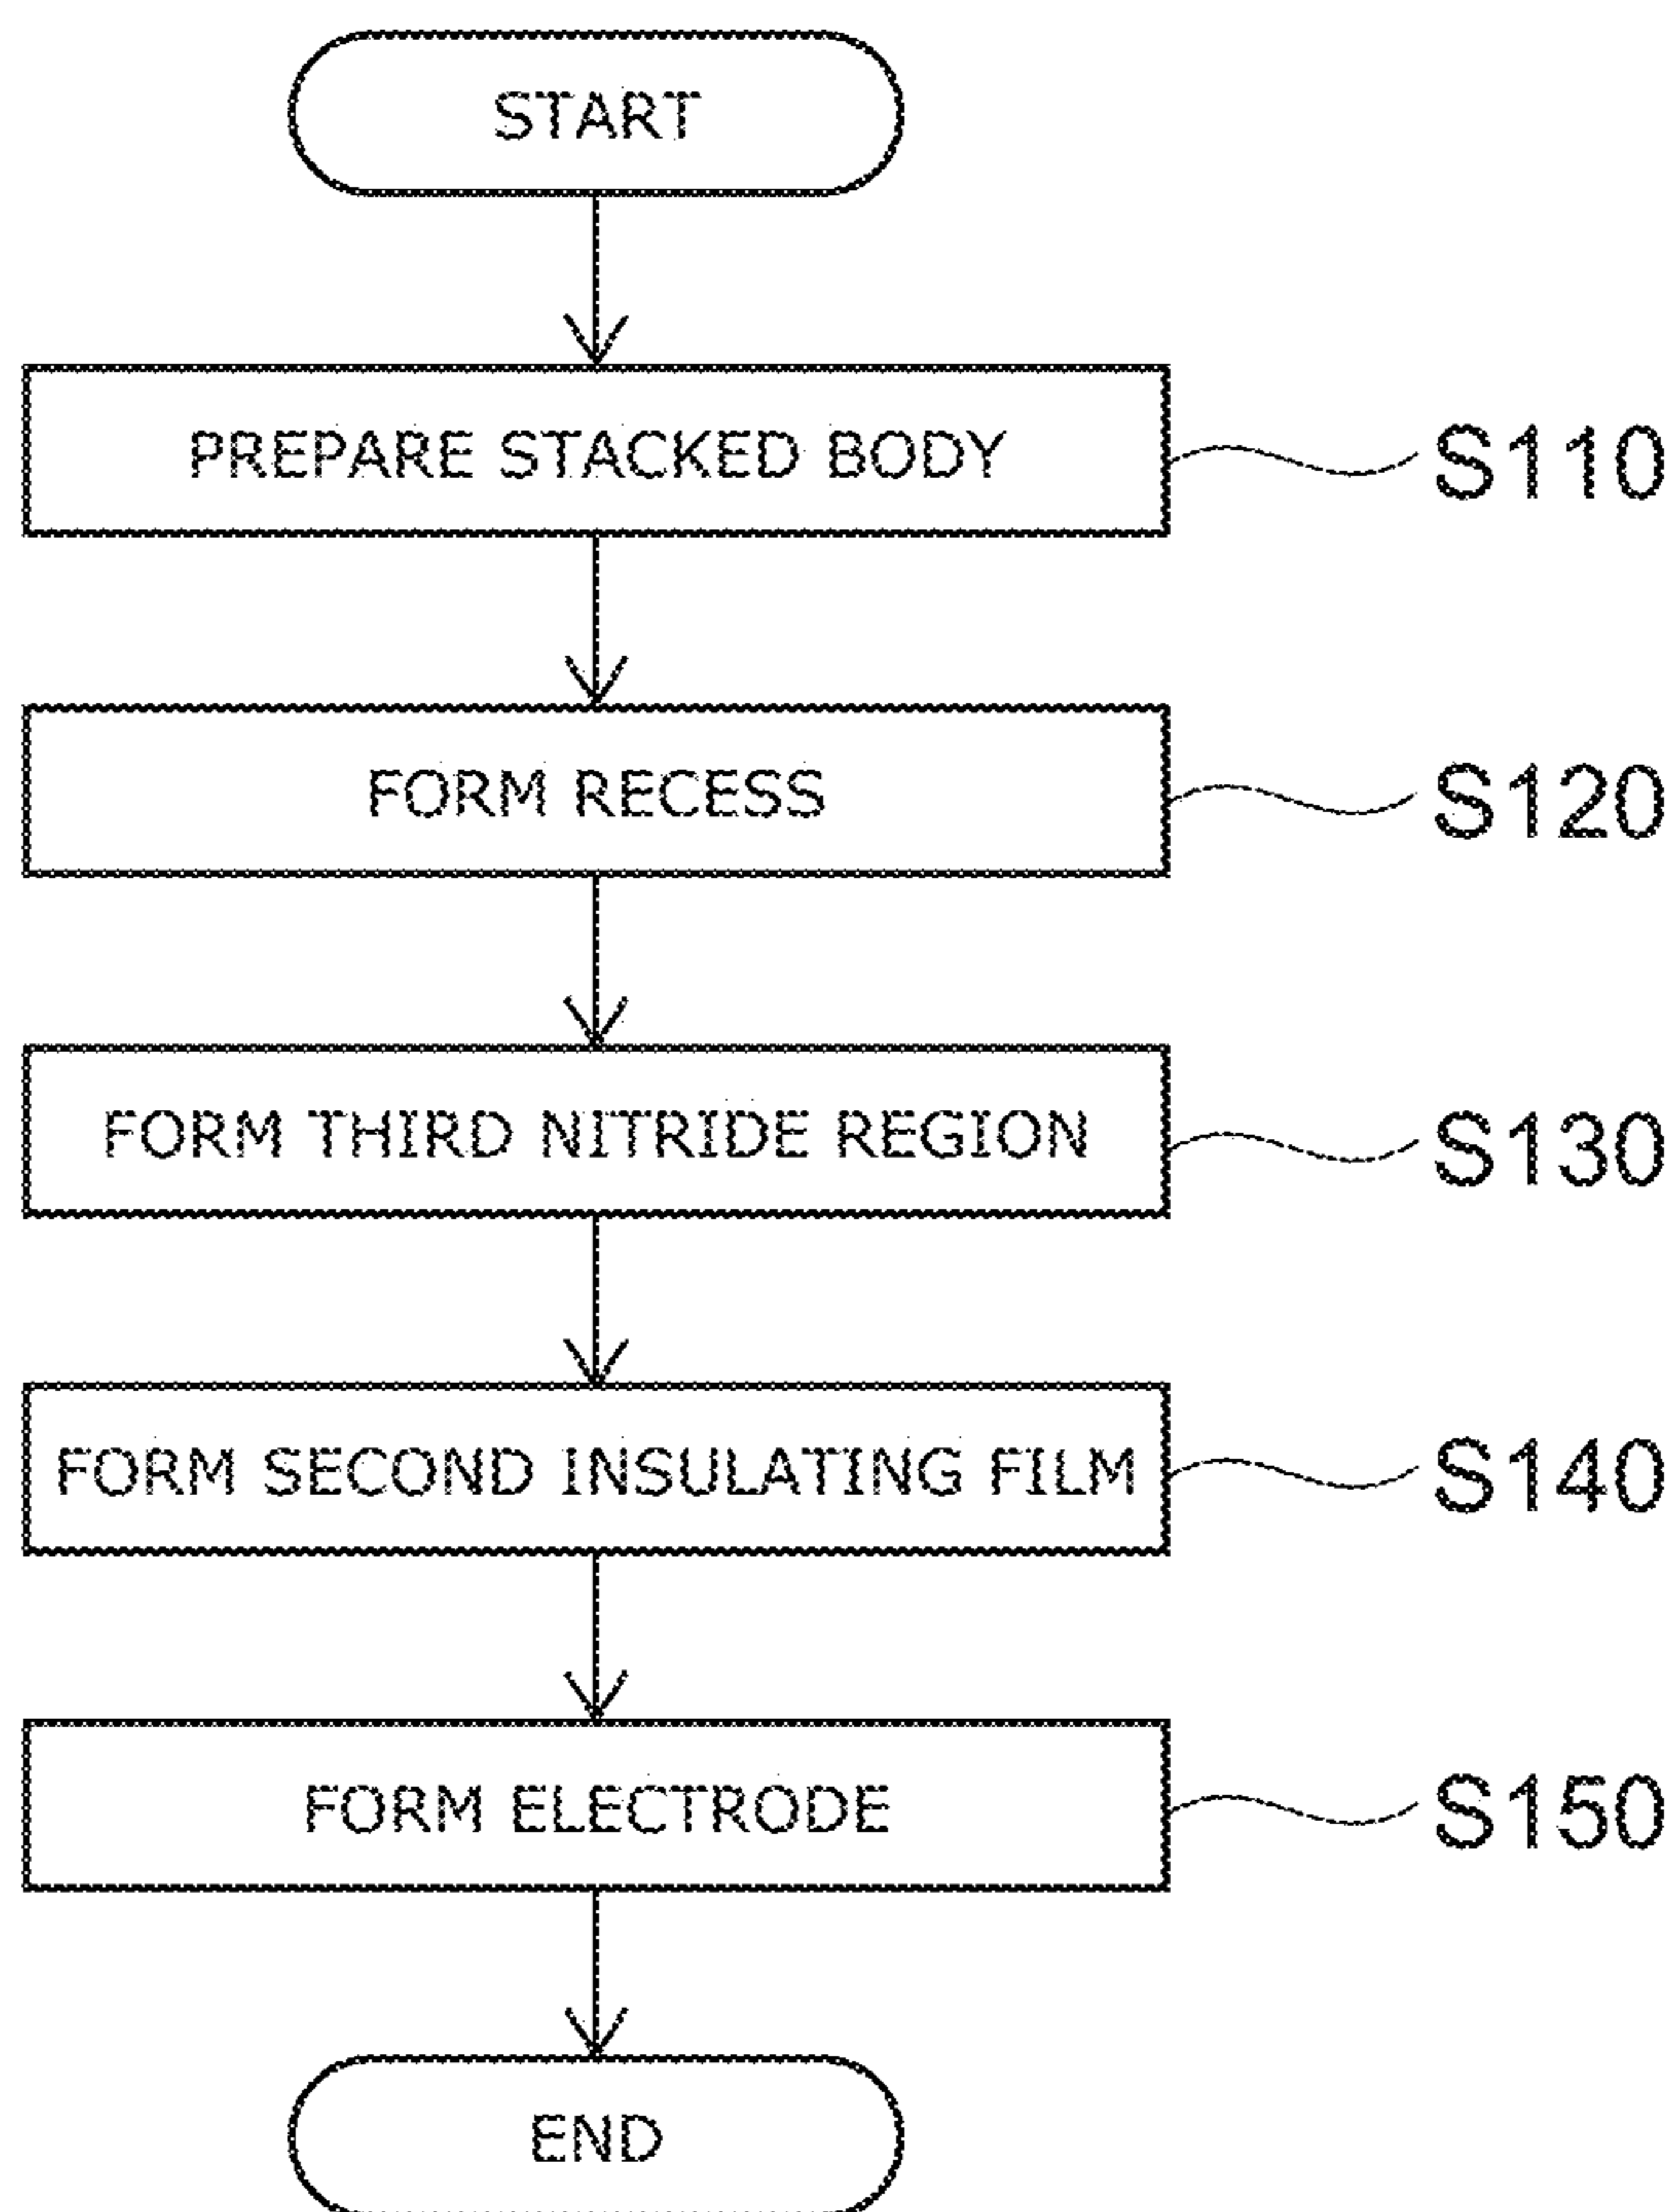 START
PREPARE STACKED BODY
S110
FORM RECESS
S120
FORM THIRD NITRIDE REGION
S130
FORM SECOND INSULATING FILM
S140
FORM ELECTRODE
S150
END